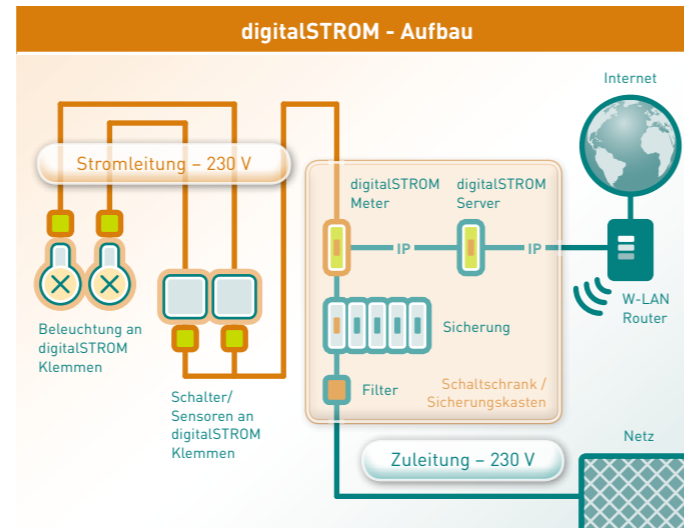 digitalSTROM - Aufbau
Internet
Stromleitung – 230 V
digitalSTROM
Meter
digitalSTROM
Server
IP
IP
W-LAN
Router
Sicherung
Beleuchtung an
digitalSTROM
Klemmen
Schalter/
Sensoren an
digitalSTROM
Klemmen
Filter
Schaltschrank /
Sicherungskasten
Netz
Zuleitung – 230 V